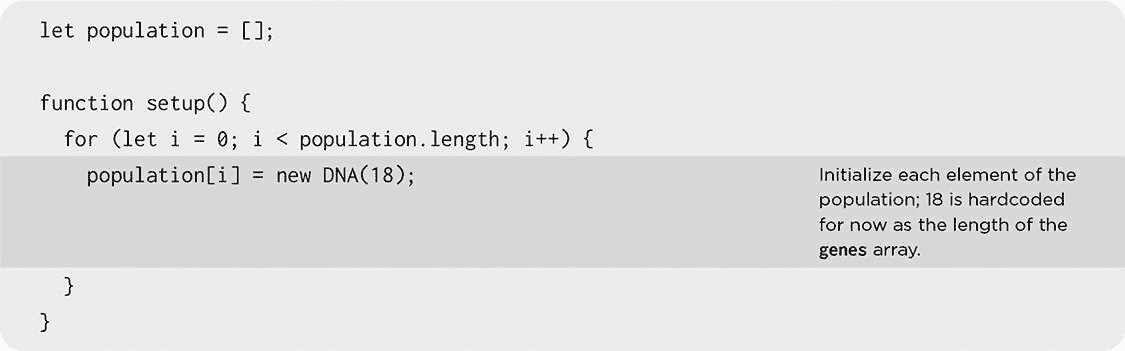 let population = [];
function setup() {
for (let i = 0; i < population.length; i++) {
population[i] = new DNA(18);
Initialize each element of the
population; 18 is hardcoded
for now as the length of the
genes array.
}
}